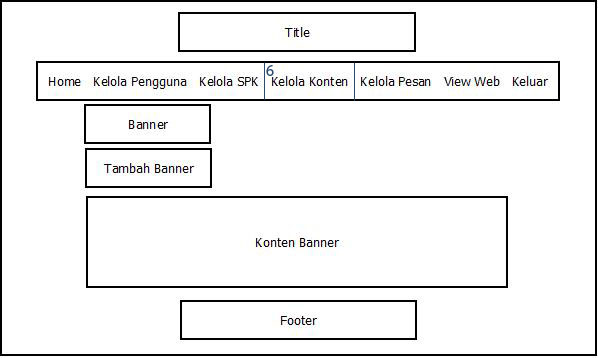 Title
6
Home Kelola Pengguna Kelola SPK Kelola Konten Kelola Pesan View Web Keluar
Banner
Tambah Banner
Konten Banner
Footer